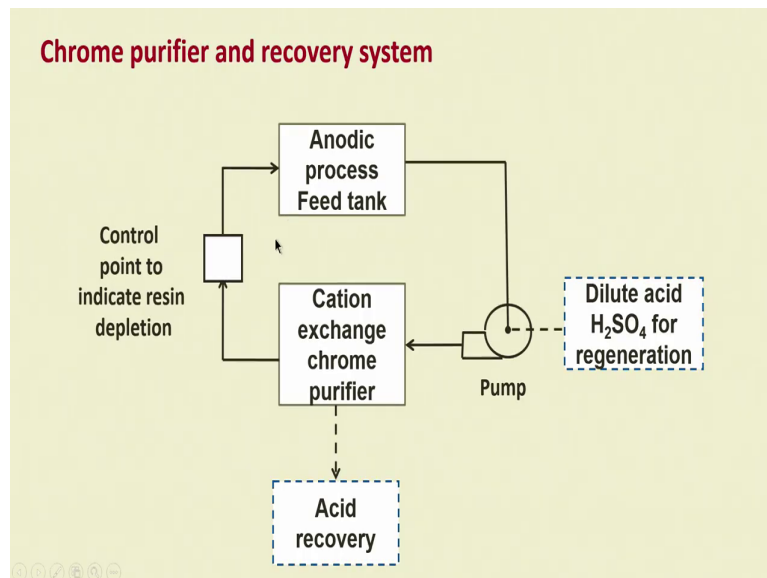 Chrome purifier and recovery system
Anodic
process
Feed tank
Control
point to
indicate resin
depletion
Cation
exchange
chrome
purifier
Dilute acid
H₂SO₄ for
regeneration
Pump
Acid
recovery